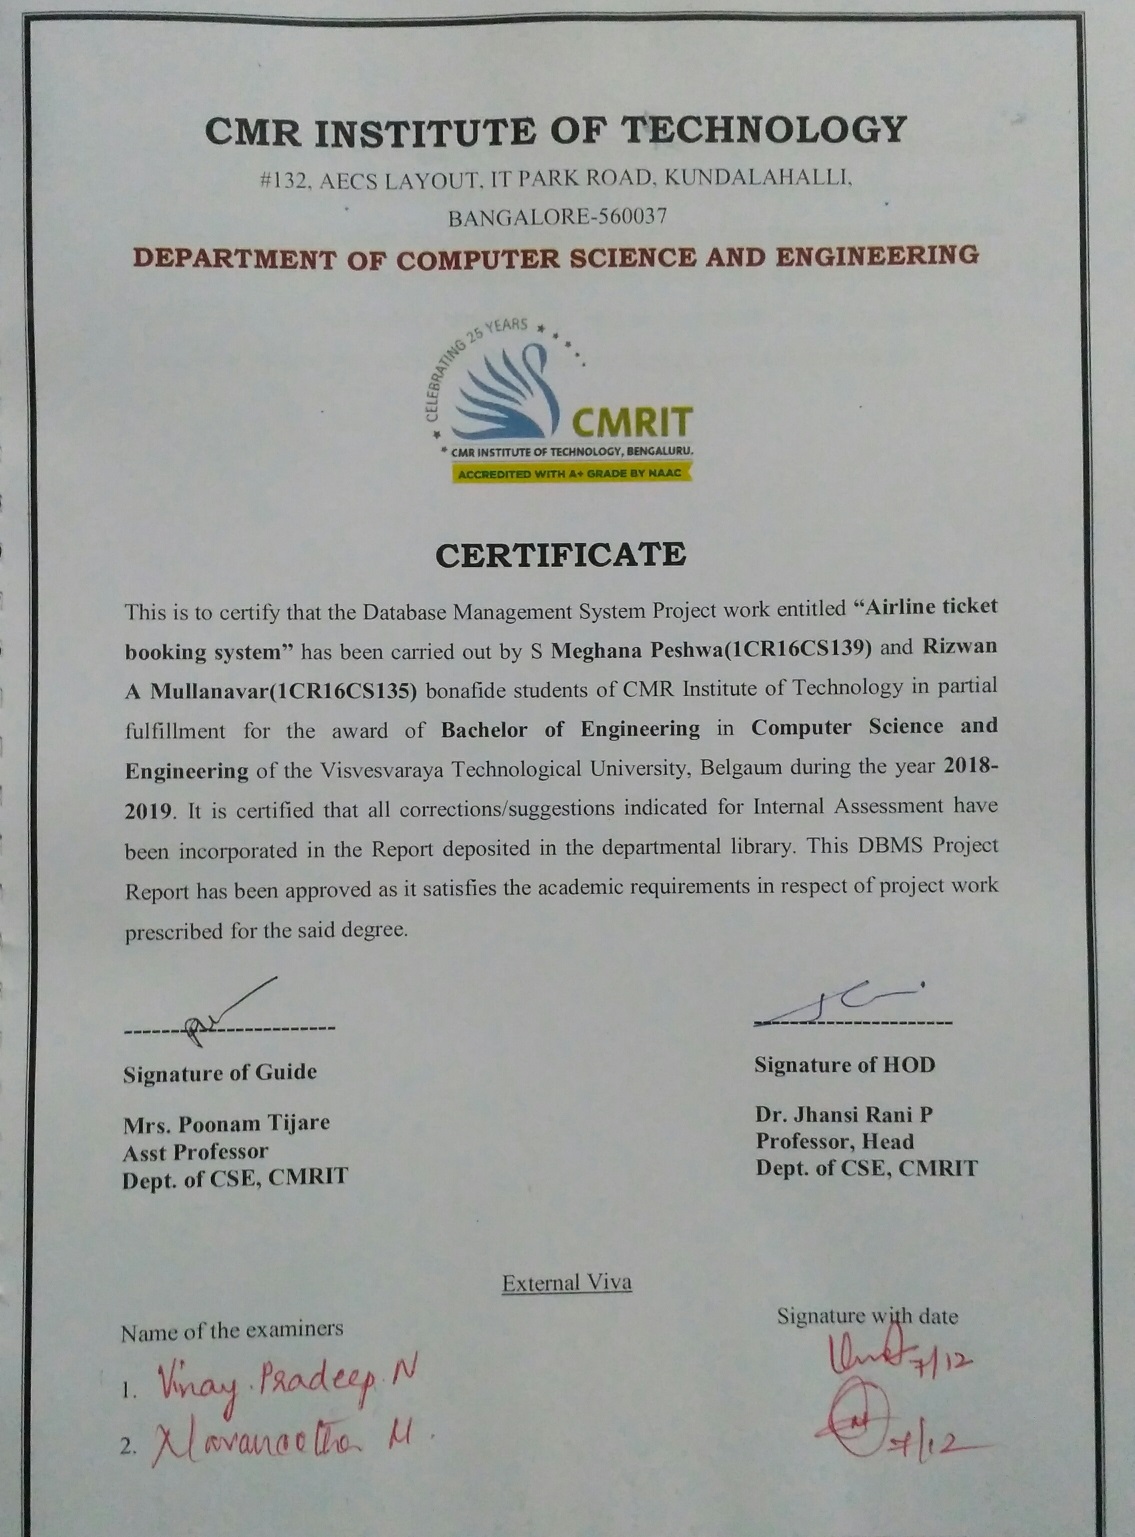 CMR INSTITUTE OF TECHNOLOGY
#132, AECS LAYOUT, IT PARK ROAD, KUNDALAHALLI,
BANGALORE-560037
DEPARTMENT OF COMPUTER SCIENCE AND ENGINEERING
CELEBRATING 25 YEARS
CMRIT
CMR INSTITUTE OF TECHNOLOGY, BENGALURU.
ACCREDITED WITH A+ GRADE BY NAAC
CERTIFICATE
This is to certify that the Database Management System Project work entitled “Airline ticket
booking system” has been carried out by S Meghana Peshwa(1CR16CS139) and Rizwan
A Mullanavar(1CR16CS135) bonafide students of CMR Institute of Technology in partial
fulfillment for the award of Bachelor of Engineering in Computer Science and
Engineering of the Visvesvaraya Technological University, Belgaum during the year 2018-
2019. It is certified that all corrections/suggestions indicated for Internal Assessment have
been incorporated in the Report deposited in the departmental library. This DBMS Project
Report has been approved as it satisfies the academic requirements in respect of project work
prescribed for the said degree.
Signature of Guide
Mrs. Poonam Tijare
Asst Professor
Dept. of CSE, CMRIT
Signature of HOD
Dr. Jhansi Rani P
Professor, Head
Dept. of CSE, CMRIT
External Viva
Name of the examiners
Signature with date
1. Vinay Pradeep N
7/12
2. M.
7/12